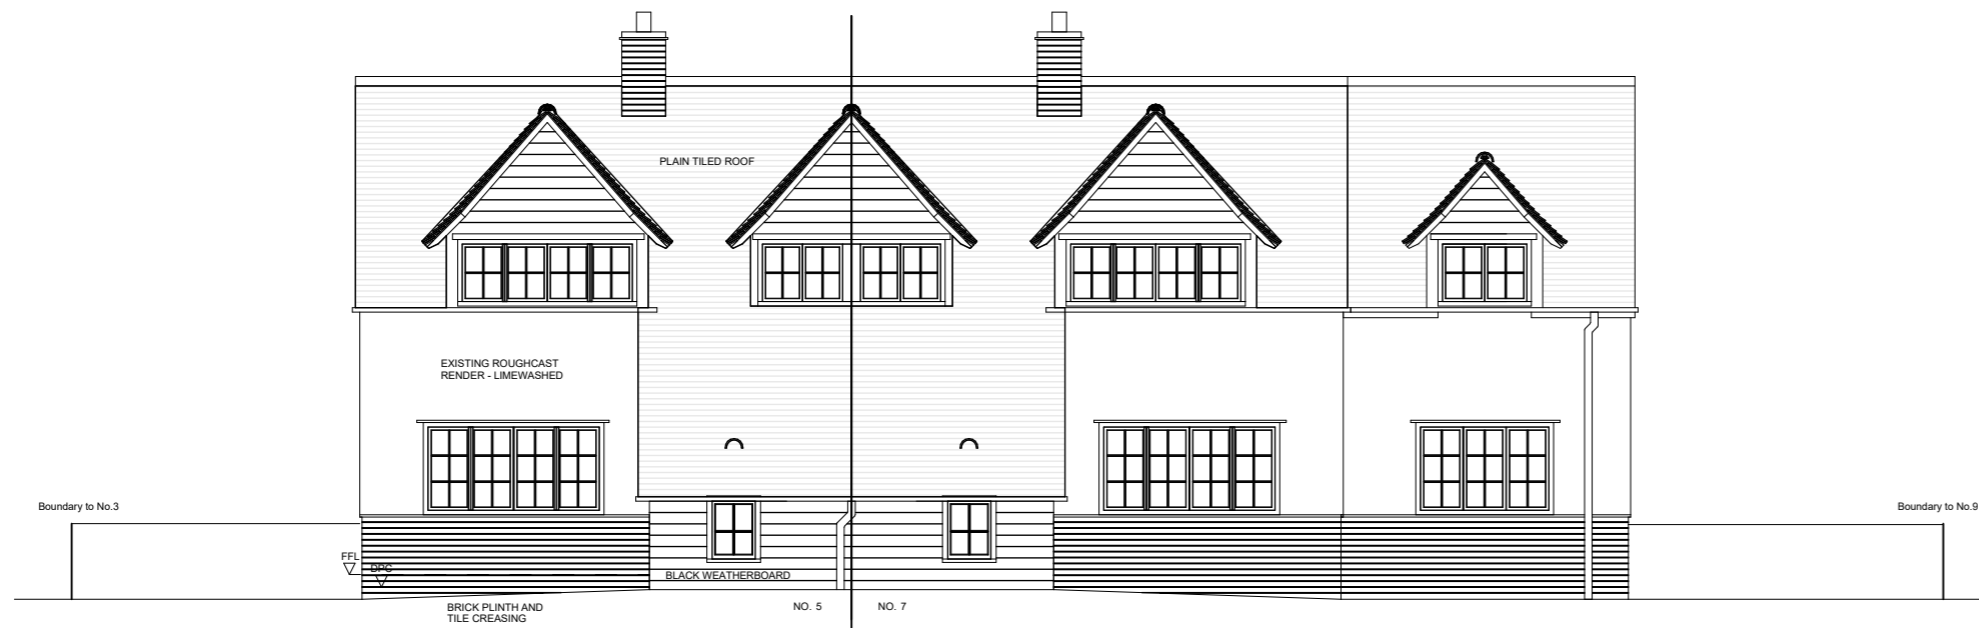 PLAIN TILED ROOF
EXISTING ROUGHCAST
RENDER - LIMEWASHED
Boundary to No.3
Boundary to No.9
FFL
DPC
BLACK WEATHERBOARD
BRICK PLINTH AND
TILE CREASING
NO. 5
NO. 7